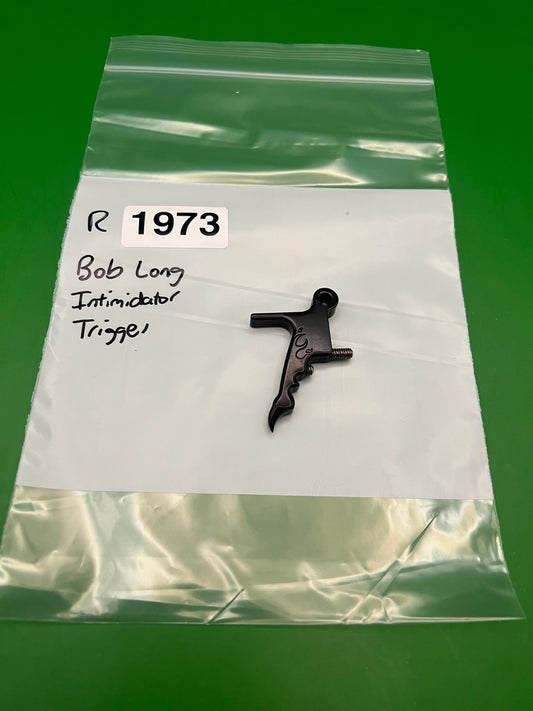 R 1973
Bob Long
Intimidator
Trigger